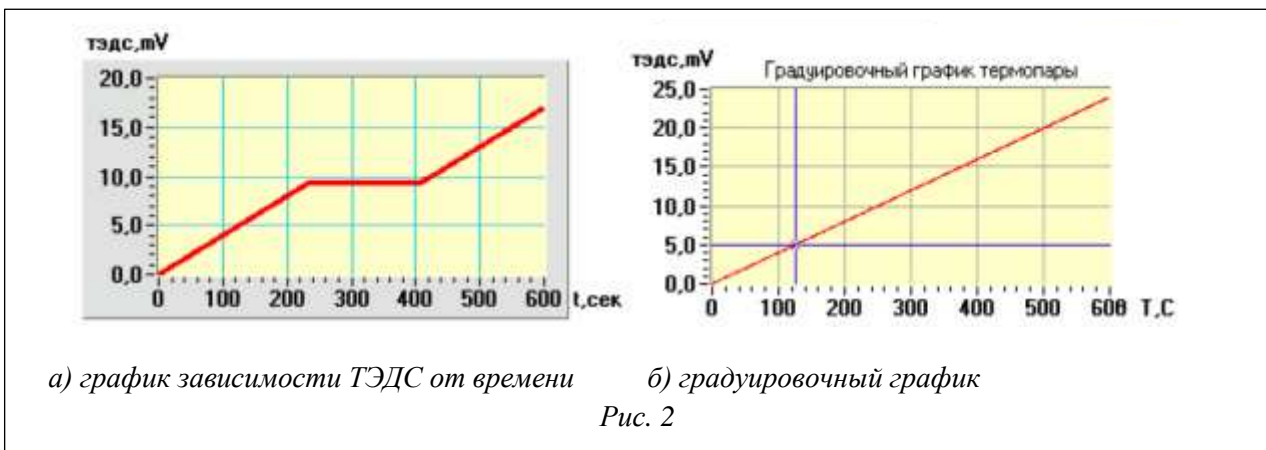 тэдс,mV
20,0
15,0
10,0
5,0
0,0
0 100 200 300 400 500 600 t,сек
тэдс,mV
Градуировочный график термопары
25,0
20,0
15,0
10,0
5,0
0,0
0 100 200 300 400 500 600 T,C
а) график зависимости ТЭДС от времени б) градуировочный график
Рис. 2